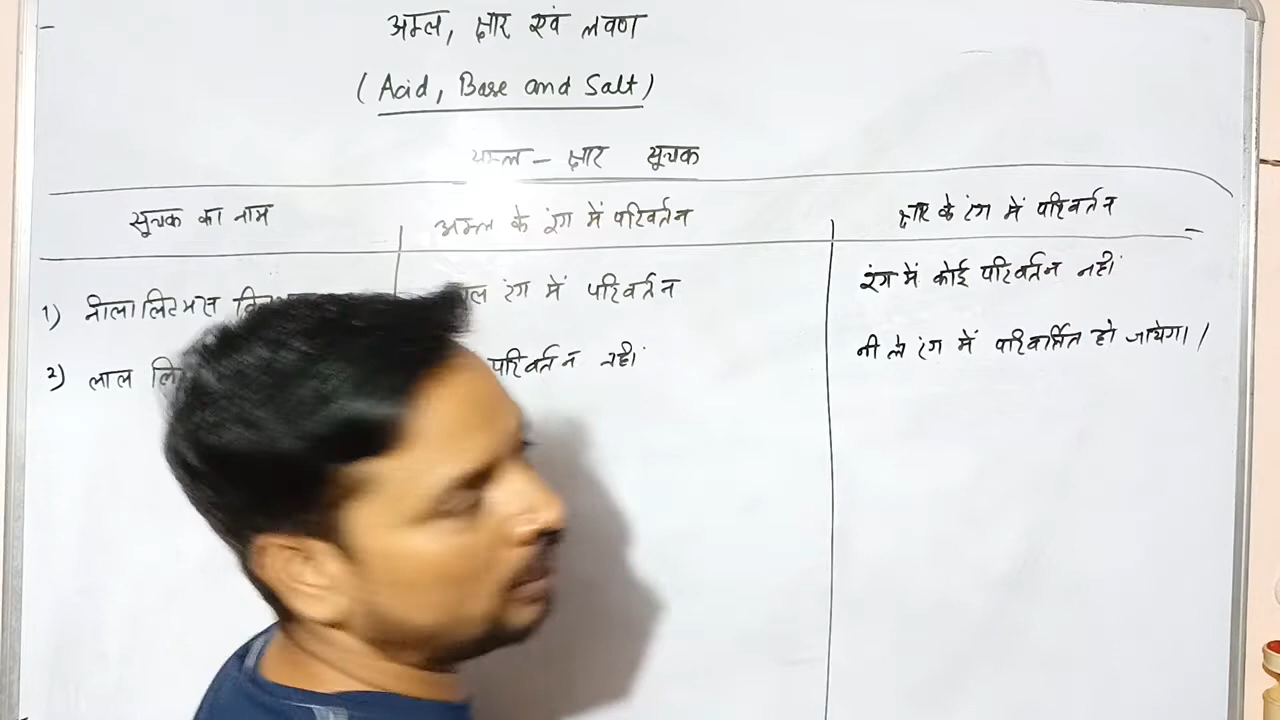 अम्ल, क्षार एवं लवण
(Acid, Base and Salt)
अम्ल - क्षार सूचक
सूचक का नाम
अम्ल के रंग में परिवर्तन
क्षार के रंग में परिवर्तन
1) नीला लिटमस
रंग में परिवर्तन
रंग में कोई परिवर्तन नहीं
2) लाल
परिवर्तन नहीं
नीले रंग में परिवर्तित हो जायेगा।